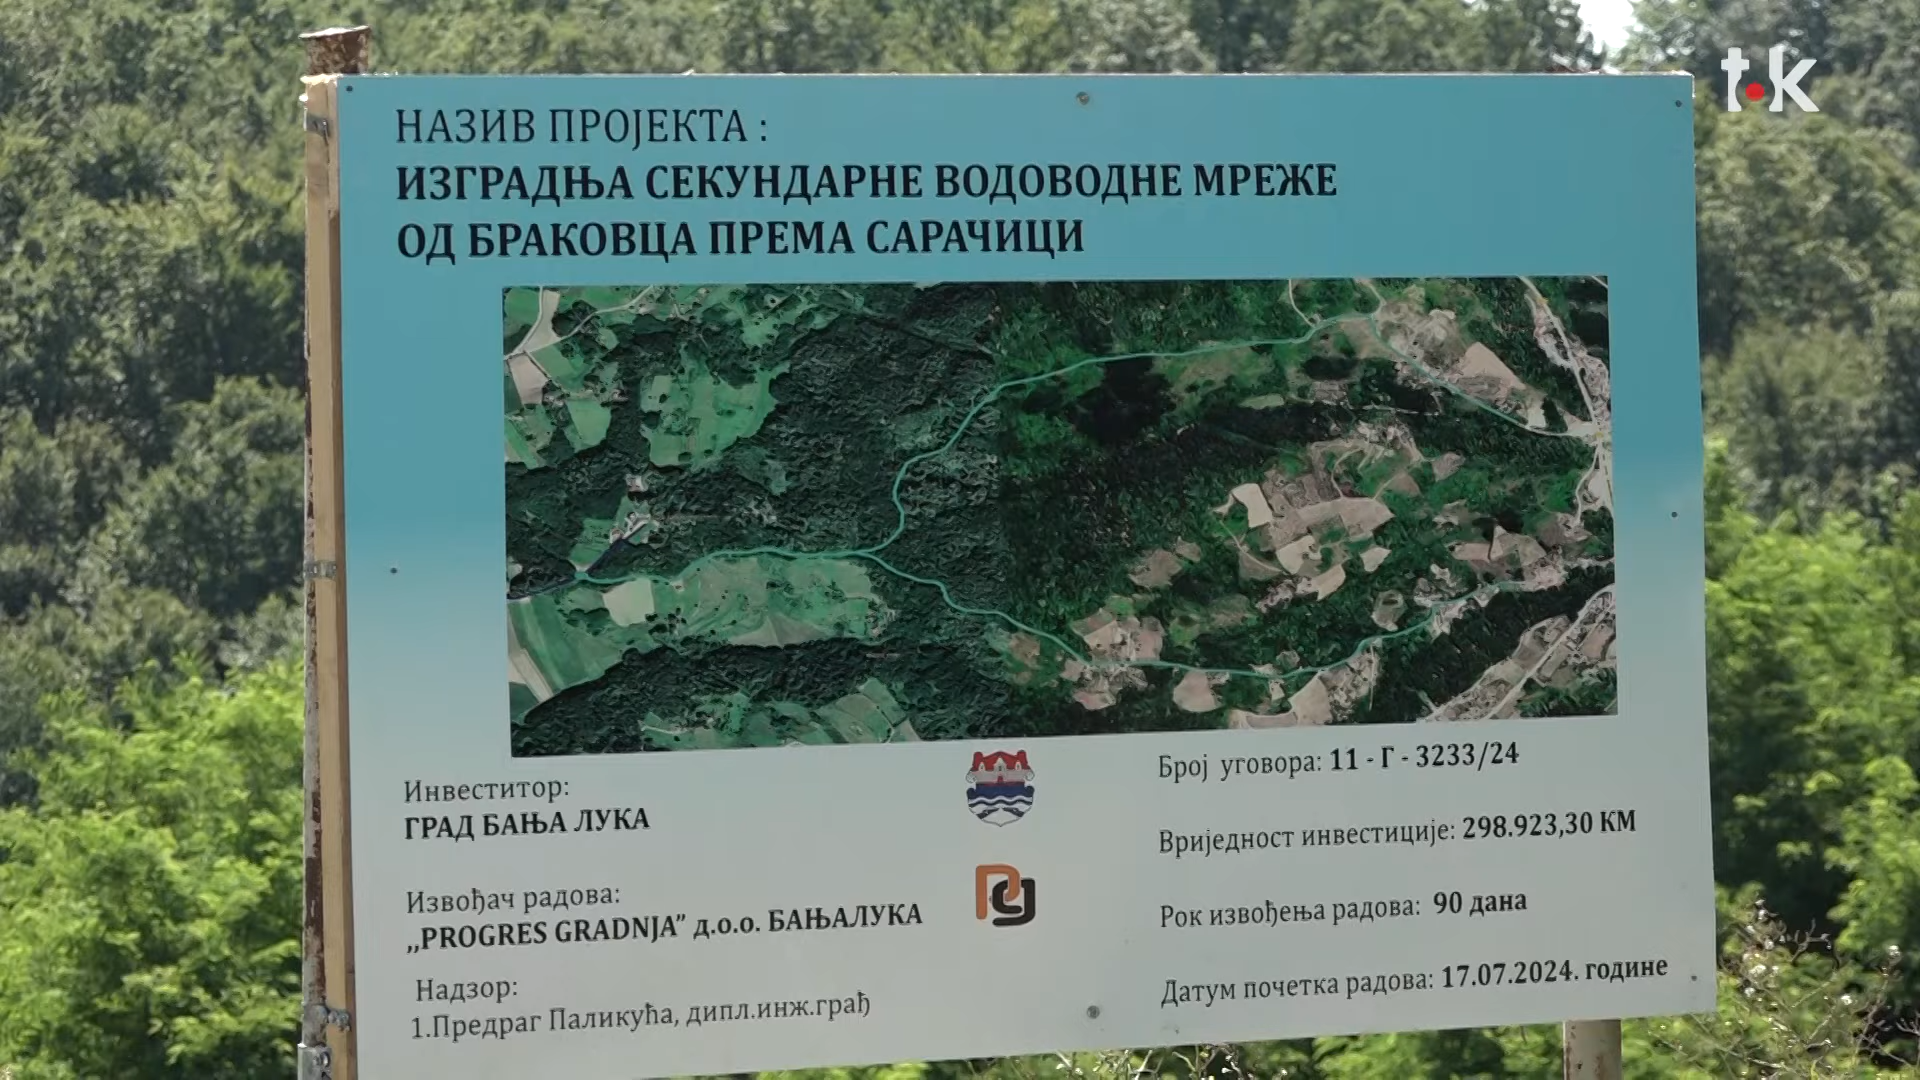 t.k
НАЗИВ ПРОЈЕКТА :
ИЗГРАДЊА СЕКУНДАРНЕ ВОДОВОДНЕ МРЕЖЕ
ОД БРАКОВЦА ПРЕМА САРАЧИЦИ
Инвеститор:
ГРАД БАЊА ЛУКА
Извођач радова:
,,PROGRES GRADNJA” д.о.о. БАЊАЛУКА
Надзор:
1.Предраг Паликућа, дипл.инж.грађ
Број уговора: 11 - Г - 3233/24
Вриједност инвестиције: 298.923,30 КМ
Рок извођења радова: 90 дана
Датум почетка радова: 17.07.2024. године